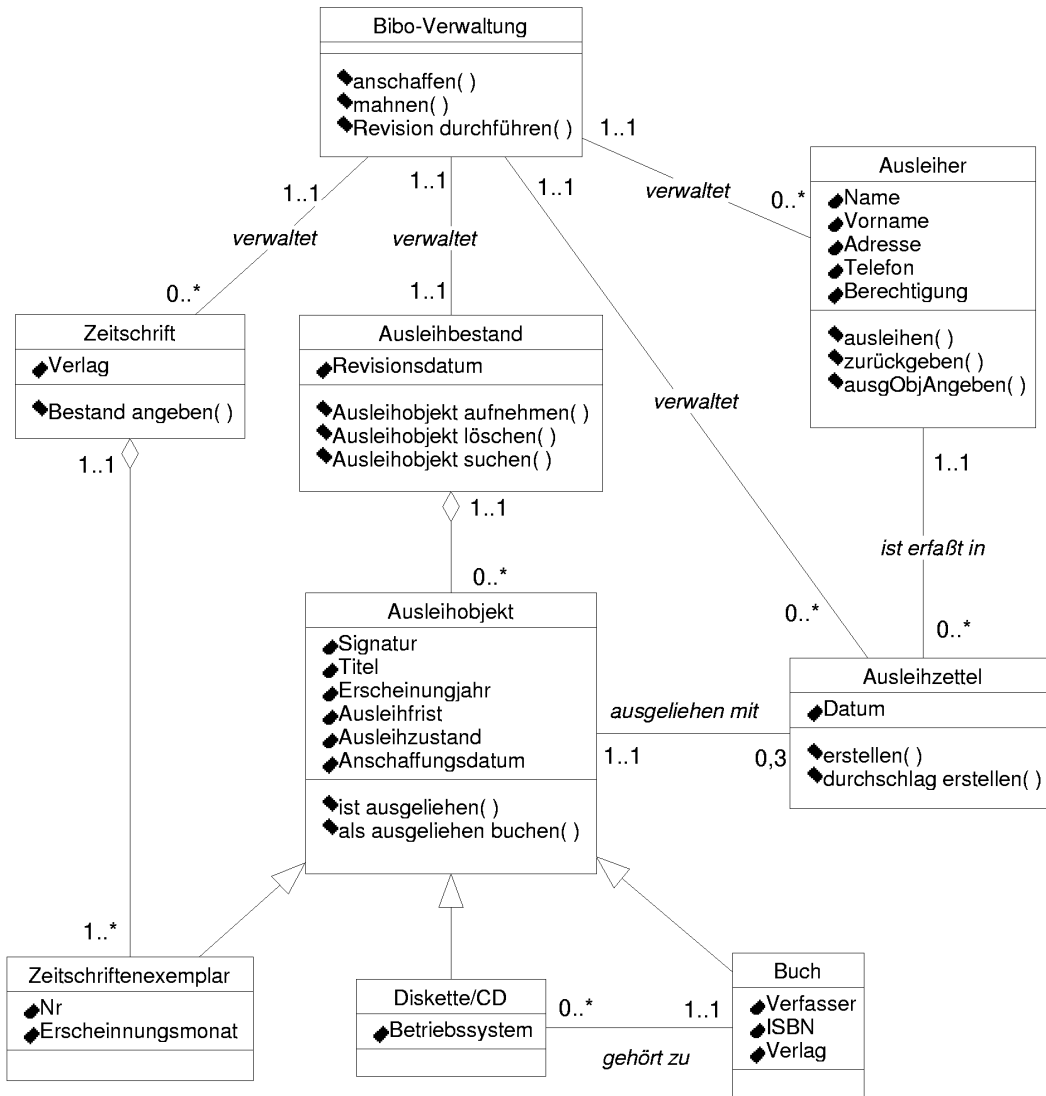 Bibo-Verwaltung
anschaffen( )
mahnen( )
Revision durchführen( )
1..1
1..1
1..1
1..1
verwaltet
0..*
Ausleiher
Name
Vorname
Adresse
Telefon
Berechtigung
ausleihen( )
zurückgeben( )
ausgObjAngeben( )
verwaltet
verwaltet
0..*
1..1
Zeitschrift
Verlag
Bestand angeben( )
1..1
Ausleihbestand
Revisionsdatum
Ausleihobjekt aufnehmen( )
Ausleihobjekt löschen( )
Ausleihobjekt suchen( )
1..1
verwaltet
1..1
ist erfaßt in
0..*
0..*
0..*
Ausleihobjekt
Signatur
Titel
Erscheinungjahr
Ausleihfrist
Ausleihzustand
Anschaffungsdatum
ist ausgeliehen( )
als ausgeliehen buchen( )
ausgeliehen mit
1..1
0,3
Ausleihzettel
Datum
erstellen( )
durchschlag erstellen( )
1..*
Zeitschriftenexemplar
Nr
Erscheinnungsmonat
Diskette/CD
Betriebssystem
0..*
1..1
gehört zu
Buch
Verfasser
ISBN
Verlag